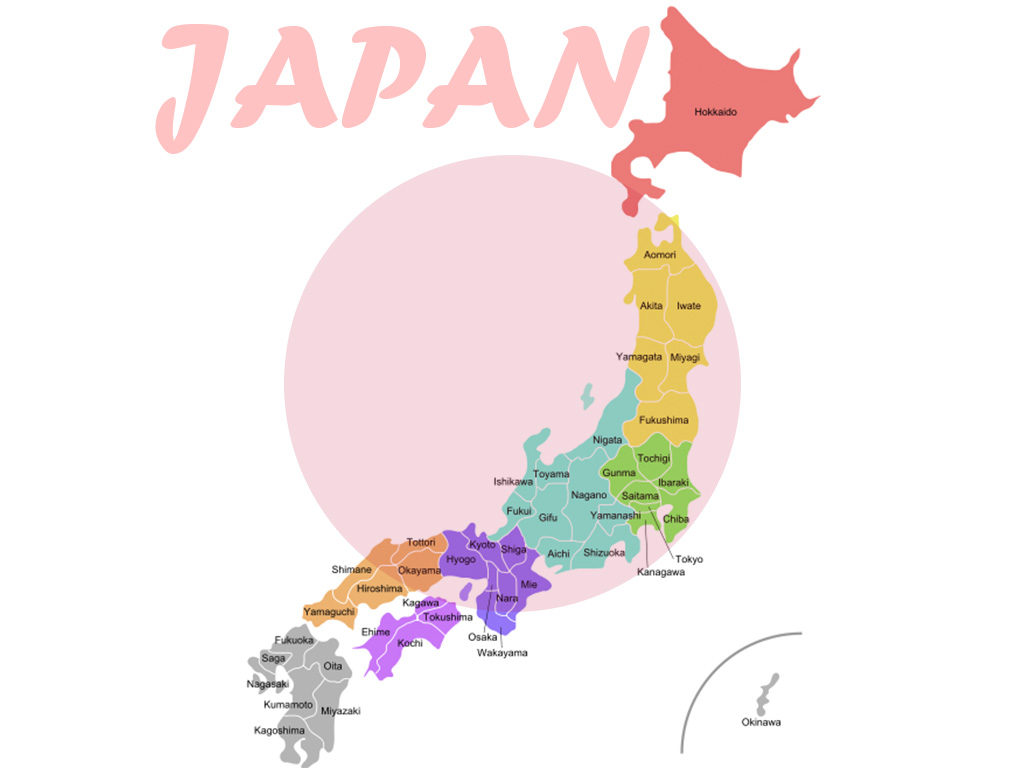 JAPAN
Hokkaido
Aomori
Akita
Iwate
Yamagata
Miyagi
Fukushima
Nigata
Tochigi
Toyama
Gunma
Ishikawa
Ibaraki
Nagano
Saitama
Fukui
Gifu
Yamanashi
Chiba
Tottori
Kyoto
Shiga
Aichi
Shizuoka
Hyogo
Tokyo
Shimane
Okayama
Kanagawa
Hiroshima
Mie
Nara
Kagawa
Yamaguchi
Tokushima
Ehime
Osaka
Fukuoka
Kochi
Wakayama
Saga
Oita
Nagasaki
Kumamoto
Miyazaki
Okinawa
Kagoshima